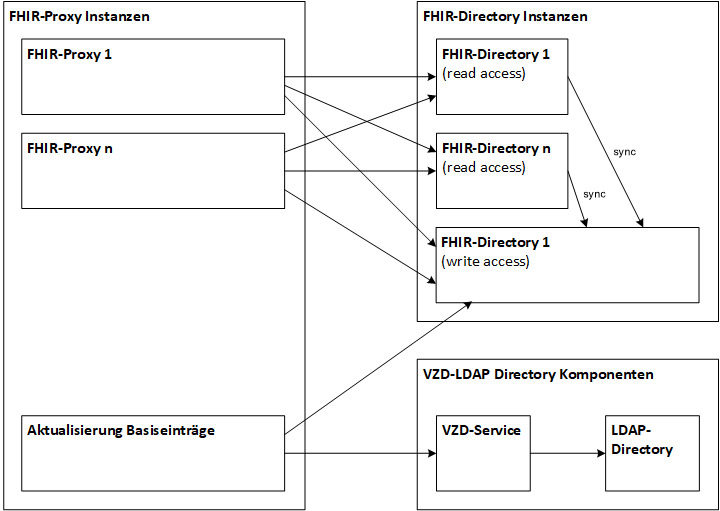 FHIR-Proxy Instanzen
FHIR-Proxy 1
FHIR-Proxy n
Aktualisierung Basiseinträge
FHIR-Directory Instanzen
FHIR-Directory 1
(read access)
FHIR-Directory n
(read access)
sync
sync
FHIR-Directory 1
(write access)
VZD-LDAP Directory Komponenten
VZD-Service
LDAP-
Directory